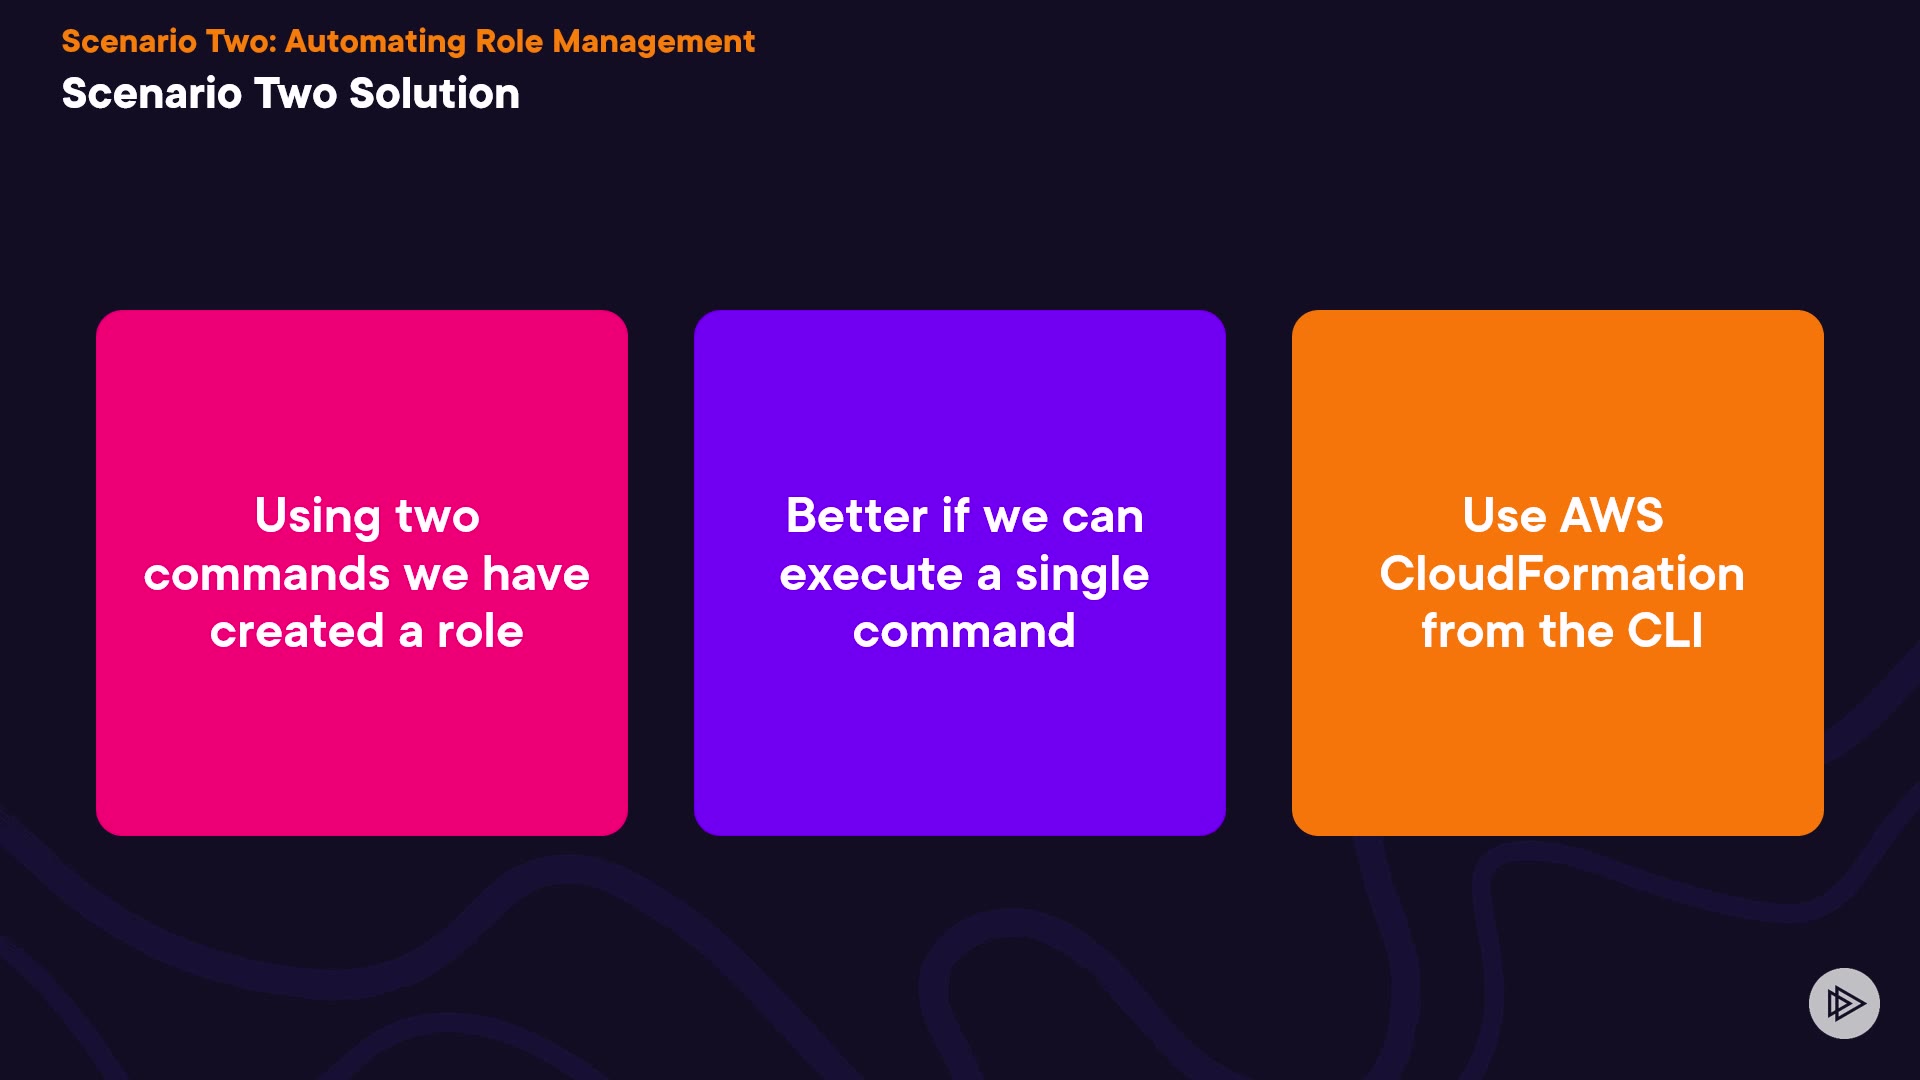 Scenario Two: Automating Role Management
Scenario Two Solution
Using two
commands we have
created a role
Better if we can
execute a single
command
Use AWS
CloudFormation
from the CLI